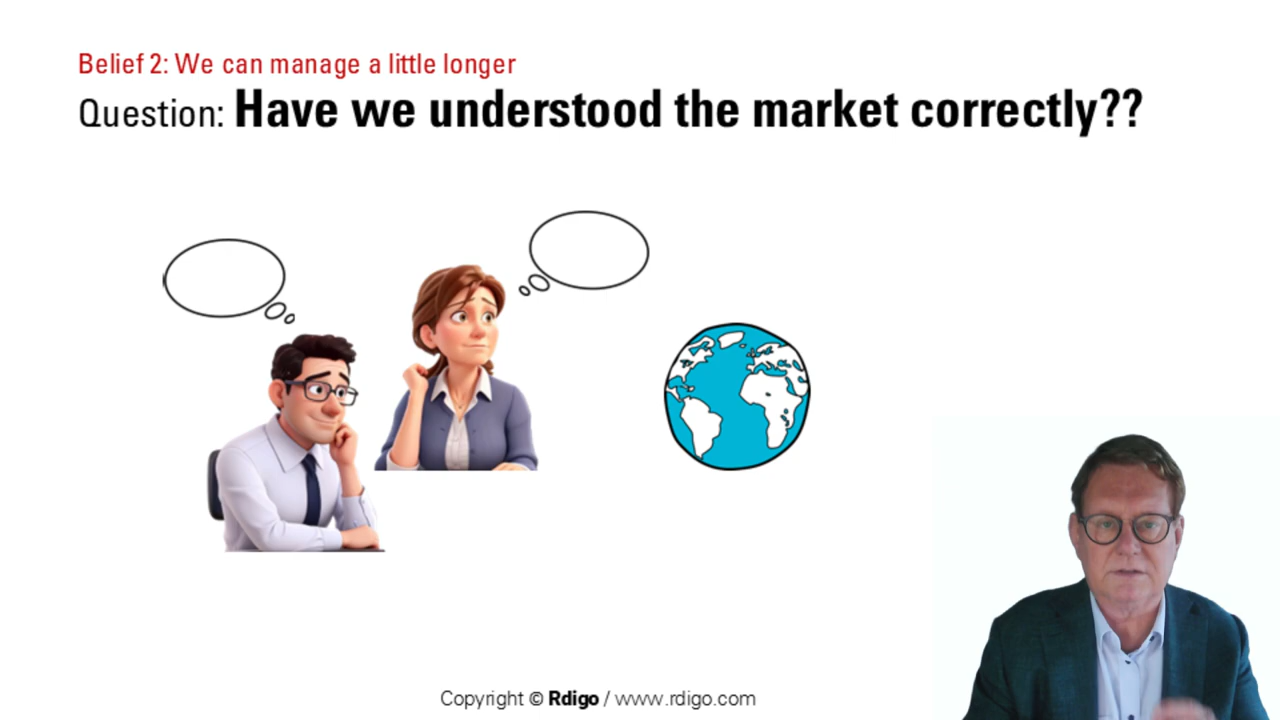 Belief 2: We can manage a little longer
Question: Have we understood the market correctly??
Copyright © Rdigo / www.rdigo.com